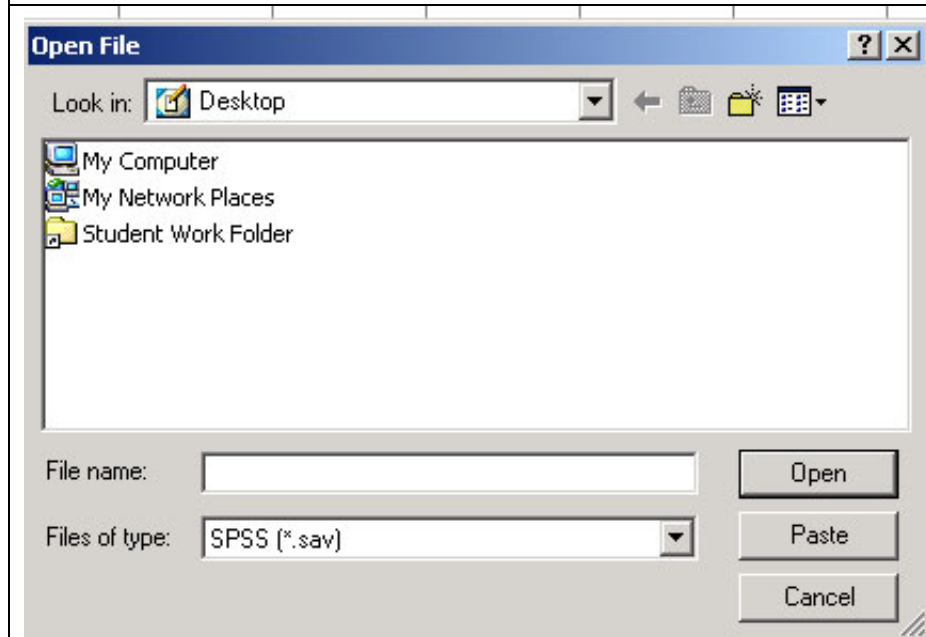 Open File
Look in: Desktop
My Computer
My Network Places
Student Work Folder
File name: Open
Files of type: SPSS (*.sav) Paste
Cancel